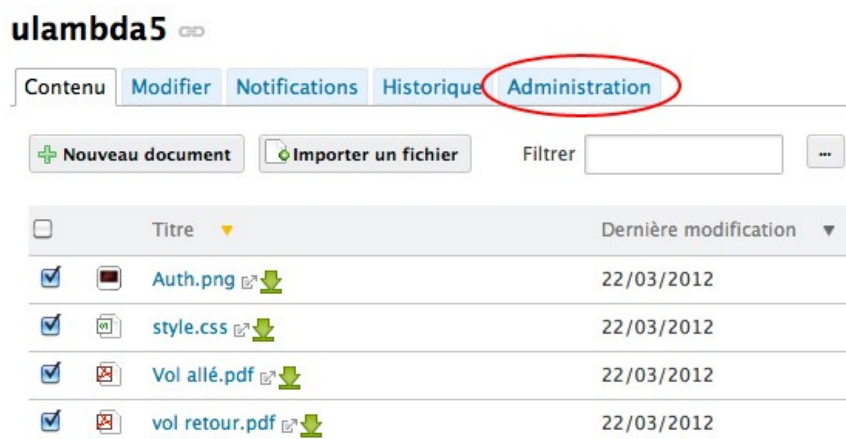 ulambda5
Contenu Modifier Notifications Historique Administration
Nouveau document Importer un fichier Filtrer ...
Titre Dernière modification
Auth.png 22/03/2012
style.css 22/03/2012
Vol allé.pdf 22/03/2012
vol retour.pdf 22/03/2012